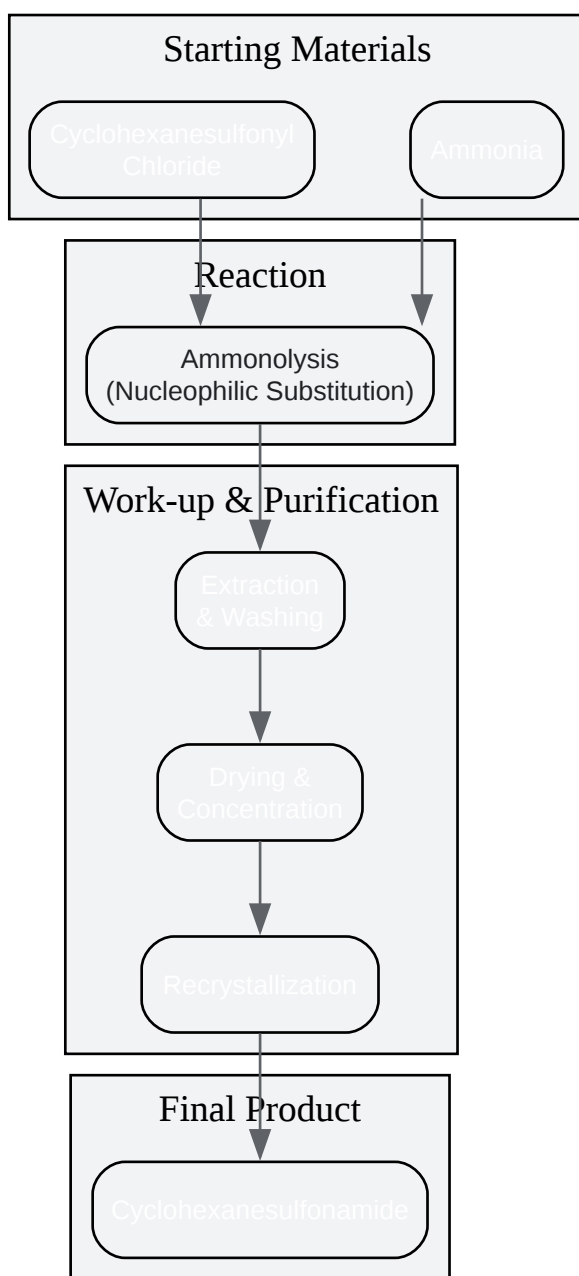 Starting Materials
Cyclohexanesulfonyl
Chloride
Ammonia
Reaction
Ammonolysis
(Nucleophilic Substitution)
Work-up & Purification
Extraction
& Washing
Drying &
Concentration
Recrystallization
Final Product
Cyclohexanesulfonamide